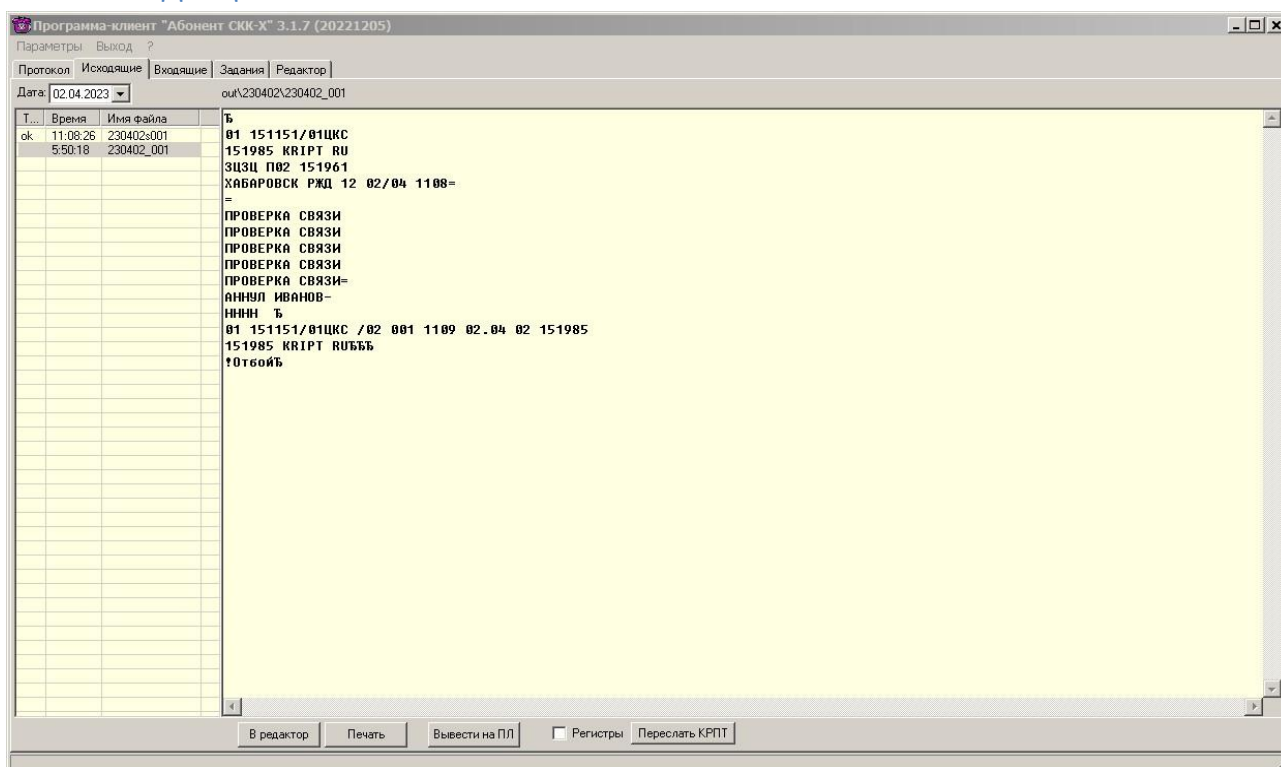 Программа-клиент "Абонент СКК-Х" 3.1.7 (20221205)
Параметры Выход ?
Протокол Исходящие Входящие Задания Редактор
Дата: 02.04.2023 out\230402\230402_001
Т... Время Имя файла
ok 11:08:26 230402s001
5:50:18 230402_001
Ъ
01 151151/01ЦКС
151985 KRIPT RU
ЗЦЗЦ П02 151961
ХАБАРОВСК РЖД 12 02/04 1108=
=
ПРОВЕРКА СВЯЗИ
ПРОВЕРКА СВЯЗИ
ПРОВЕРКА СВЯЗИ
ПРОВЕРКА СВЯЗИ
ПРОВЕРКА СВЯЗИ=
АННУЛ ИВАНОВ-
НННН Ъ
01 151151/01ЦКС /02 001 1109 02.04 02 151985
151985 KRIPT RUЪЪЪ
!ОтбойЪ
В редактор Печать Вывести на ПЛ Регистры Переслать КРПТ